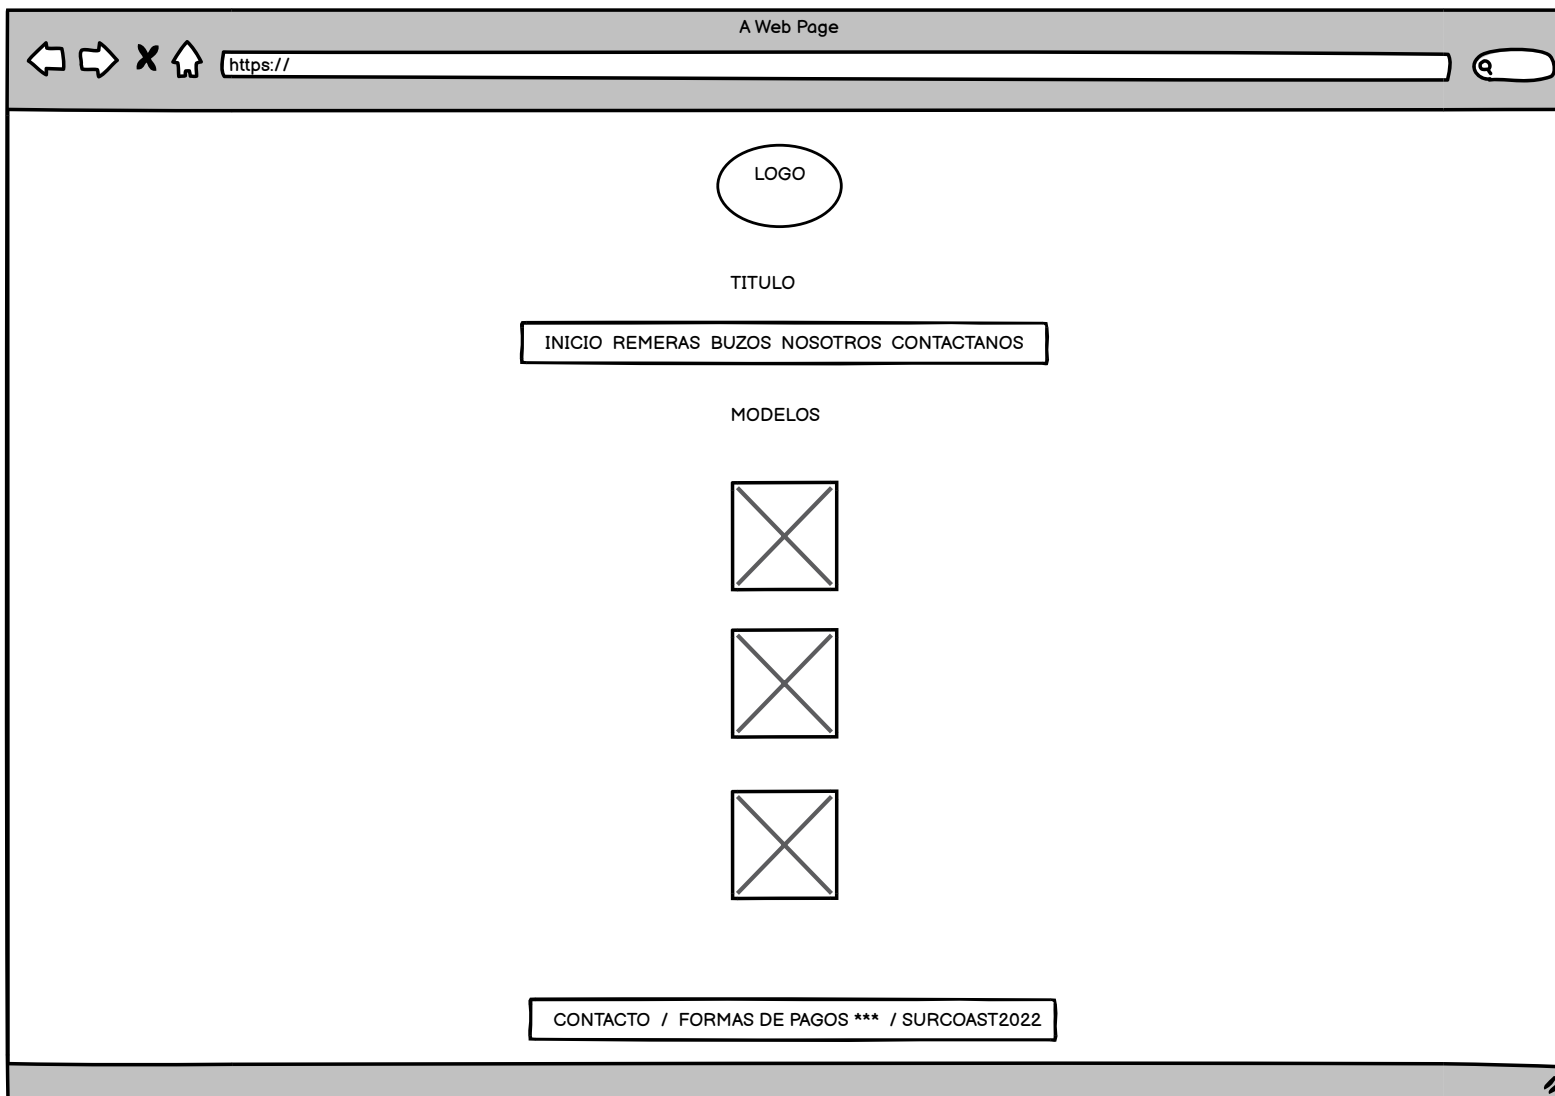 A Web Page
https://
LOGO
TITULO
INICIO REMERAS BUZOS NOSOTROS CONTACTANOS
MODELOS
CONTACTO / FORMAS DE PAGOS *** / SURCOAST2022